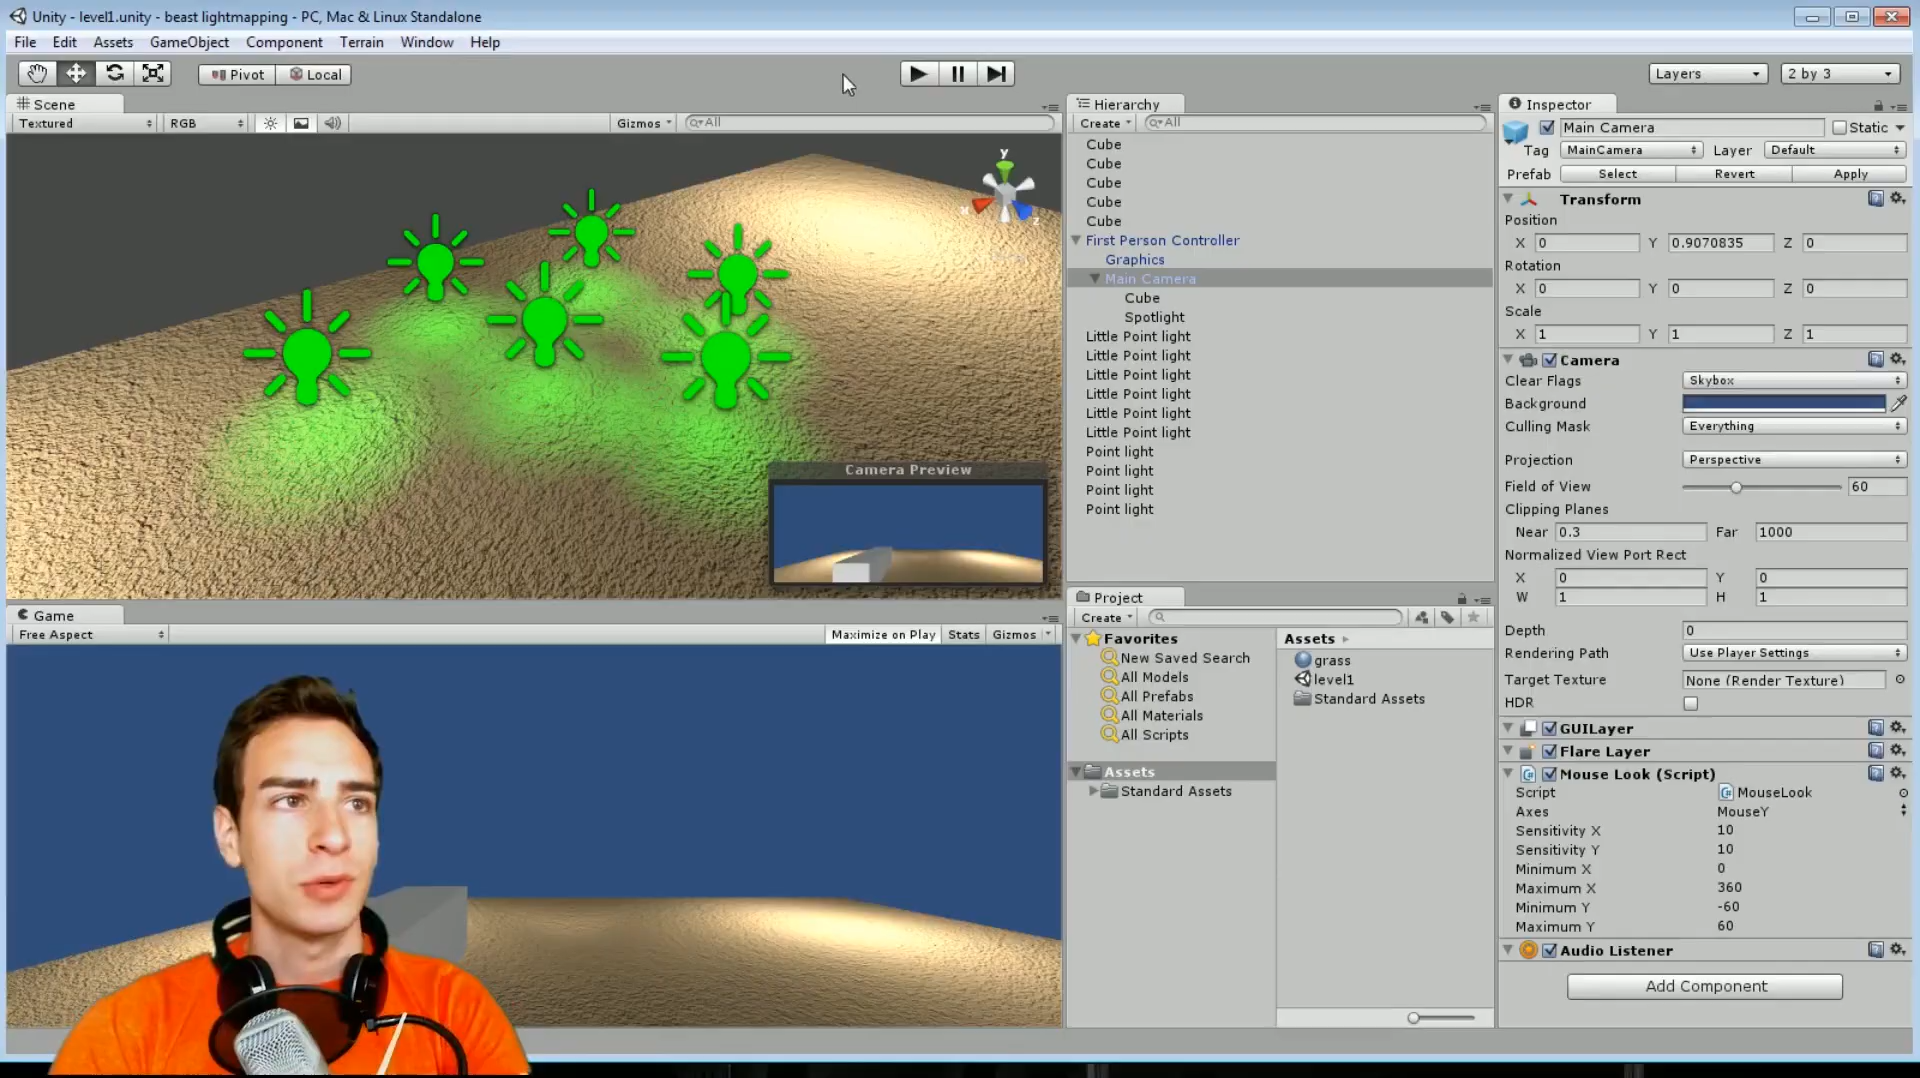 Unity - level1.unity - beast lightmapping - PC, Mac & Linux Standalone
File Edit Assets GameObject Component Terrain Window Help
Pivot Local
Layers
2 by 3
Scene
Textured RGB Gizmos All
y
x
z
Camera Preview
Game
Free Aspect Maximize on Play Stats Gizmos
Hierarchy
Create All
Cube
Cube
Cube
Cube
Cube
First Person Controller
Graphics
Main Camera
Cube
Spotlight
Little Point light
Little Point light
Little Point light
Little Point light
Little Point light
Little Point light
Point light
Point light
Point light
Point light
Project
Create
Favorites
New Saved Search
All Models
All Prefabs
All Materials
All Scripts
Assets
Standard Assets
Assets
grass
level1
Standard Assets
Inspector
Main Camera Static
Tag MainCamera Layer Default
Prefab Select Revert Apply
Transform
Position
X 0 Y 0.9070835 Z 0
Rotation
X 0 Y 0 Z 0
Scale
X 1 Y 1 Z 1
Camera
Clear Flags Skybox
Background
Culling Mask Everything
Projection Perspective
Field of View 60
Clipping Planes
Near 0.3 Far 1000
Normalized View Port Rect
X 0 Y 0
W 1 H 1
Depth 0
Rendering Path Use Player Settings
Target Texture None (Render Texture)
HDR
GUILayer
Flare Layer
Mouse Look (Script)
Script MouseLook
Axes MouseY
Sensitivity X 10
Sensitivity Y 10
Minimum X 0
Maximum X 360
Minimum Y -60
Maximum Y 60
Audio Listener
Add Component